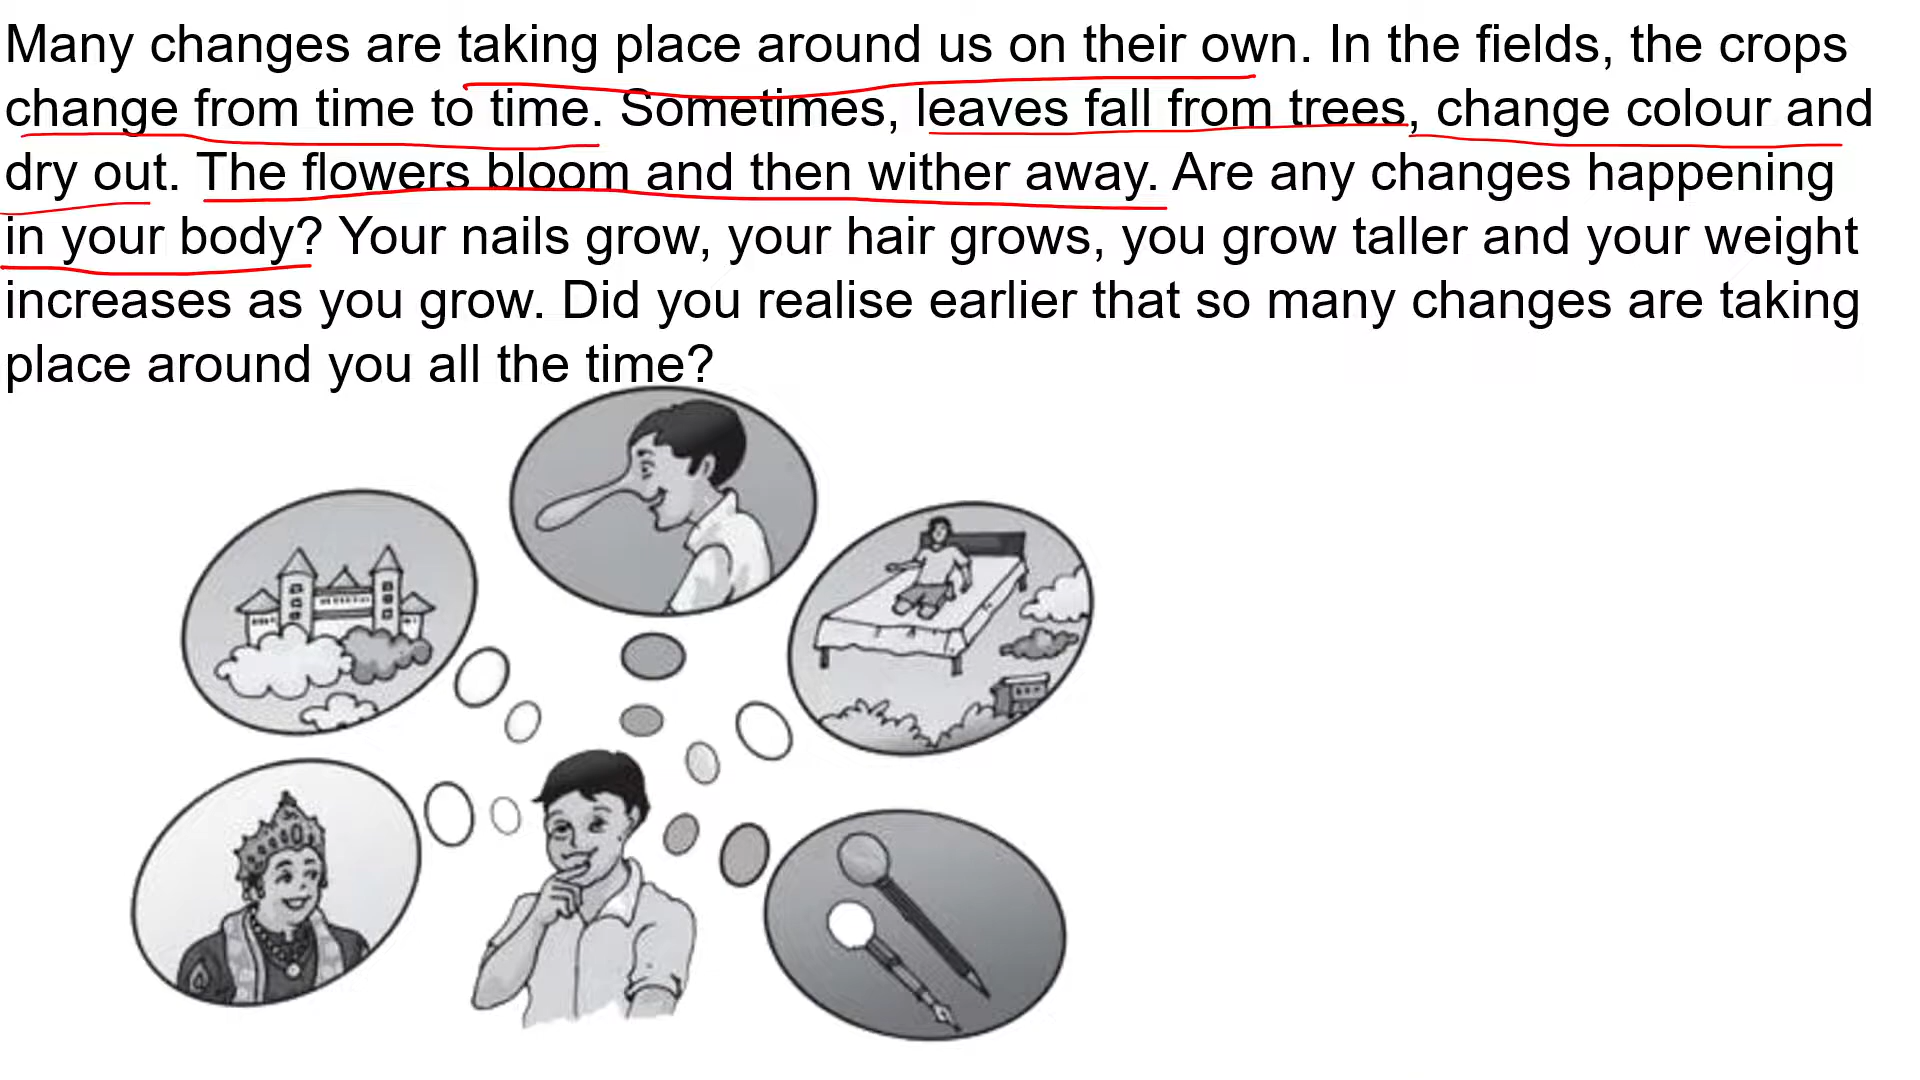 Many changes are taking place around us on their own. In the fields, the crops
change from time to time. Sometimes, leaves fall from trees, change colour and
dry out. The flowers bloom and then wither away. Are any changes happening
in your body? Your nails grow, your hair grows, you grow taller and your weight
increases as you grow. Did you realise earlier that so many changes are taking
place around you all the time?